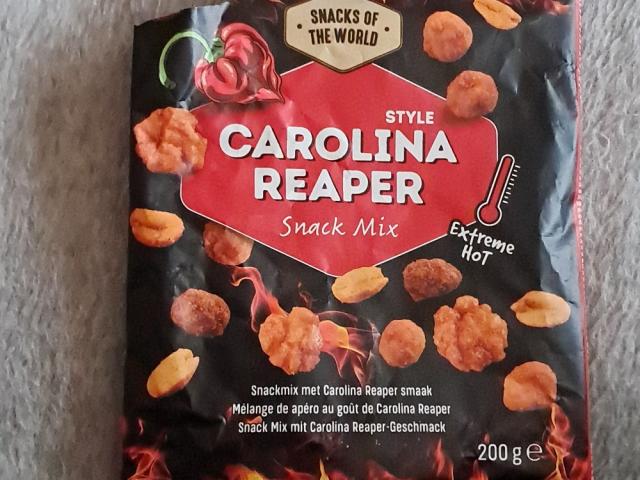 SNACKS OF
THE WORLD
STYLE
CAROLINA
REAPER
Snack Mix
Extreme
HOT
Snackmix met Carolina Reaper smaak
Mélange de apéro au goût de Carolina Reaper
Snack Mix mit Carolina Reaper-Geschmack
200 g ℮